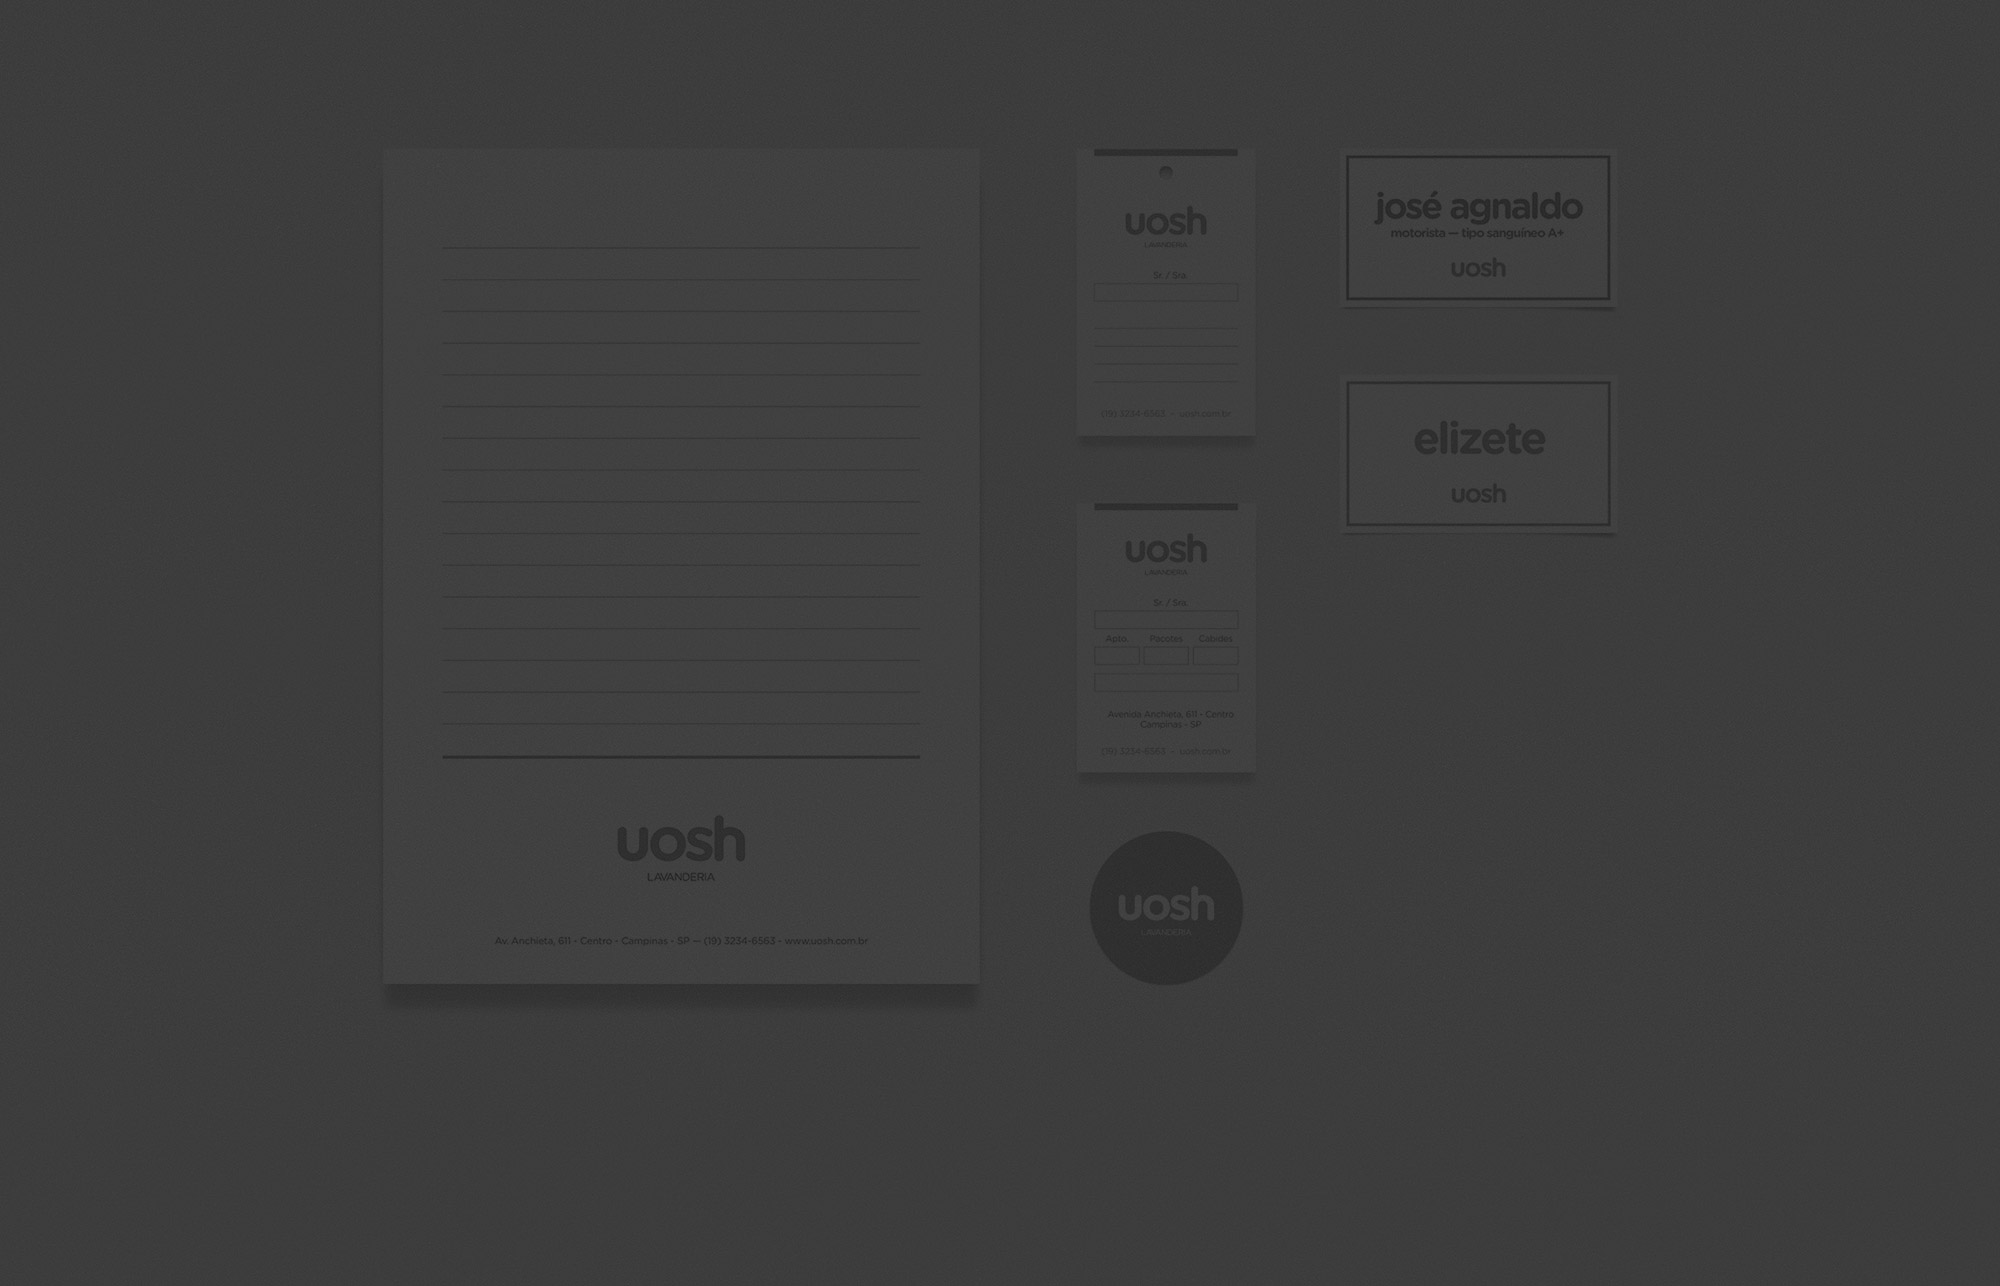 uosh
LAVANDERIA
Av. Anchieta, 611 - Centro - Campinas - SP — (19) 3234-6563 - www.uosh.com.br
uosh
LAVANDERIA
Sr. / Sra.
(19) 3234-6563 - uosh.com.br
uosh
LAVANDERIA
Sr. / Sra.
Apto. Pacotes Cabides
Avenida Anchieta, 611 - Centro
Campinas - SP
(19) 3234-6563 - uosh.com.br
uosh
LAVANDERIA
josé agnaldo
motorista — tipo sanguíneo A+
uosh
elizete
uosh